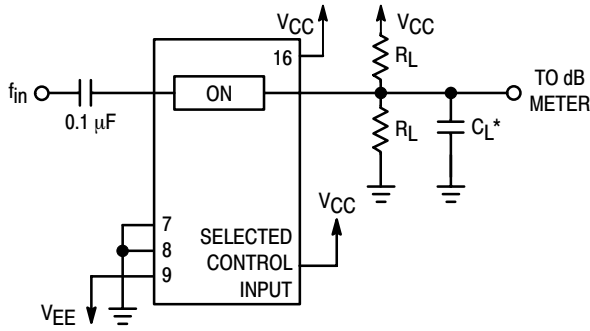 VCC
VCC
16
RL
fin
ON
TO dB
METER
0.1 µF
RL
CL*
VCC
7
8
9
SELECTED
CONTROL
INPUT
VEE